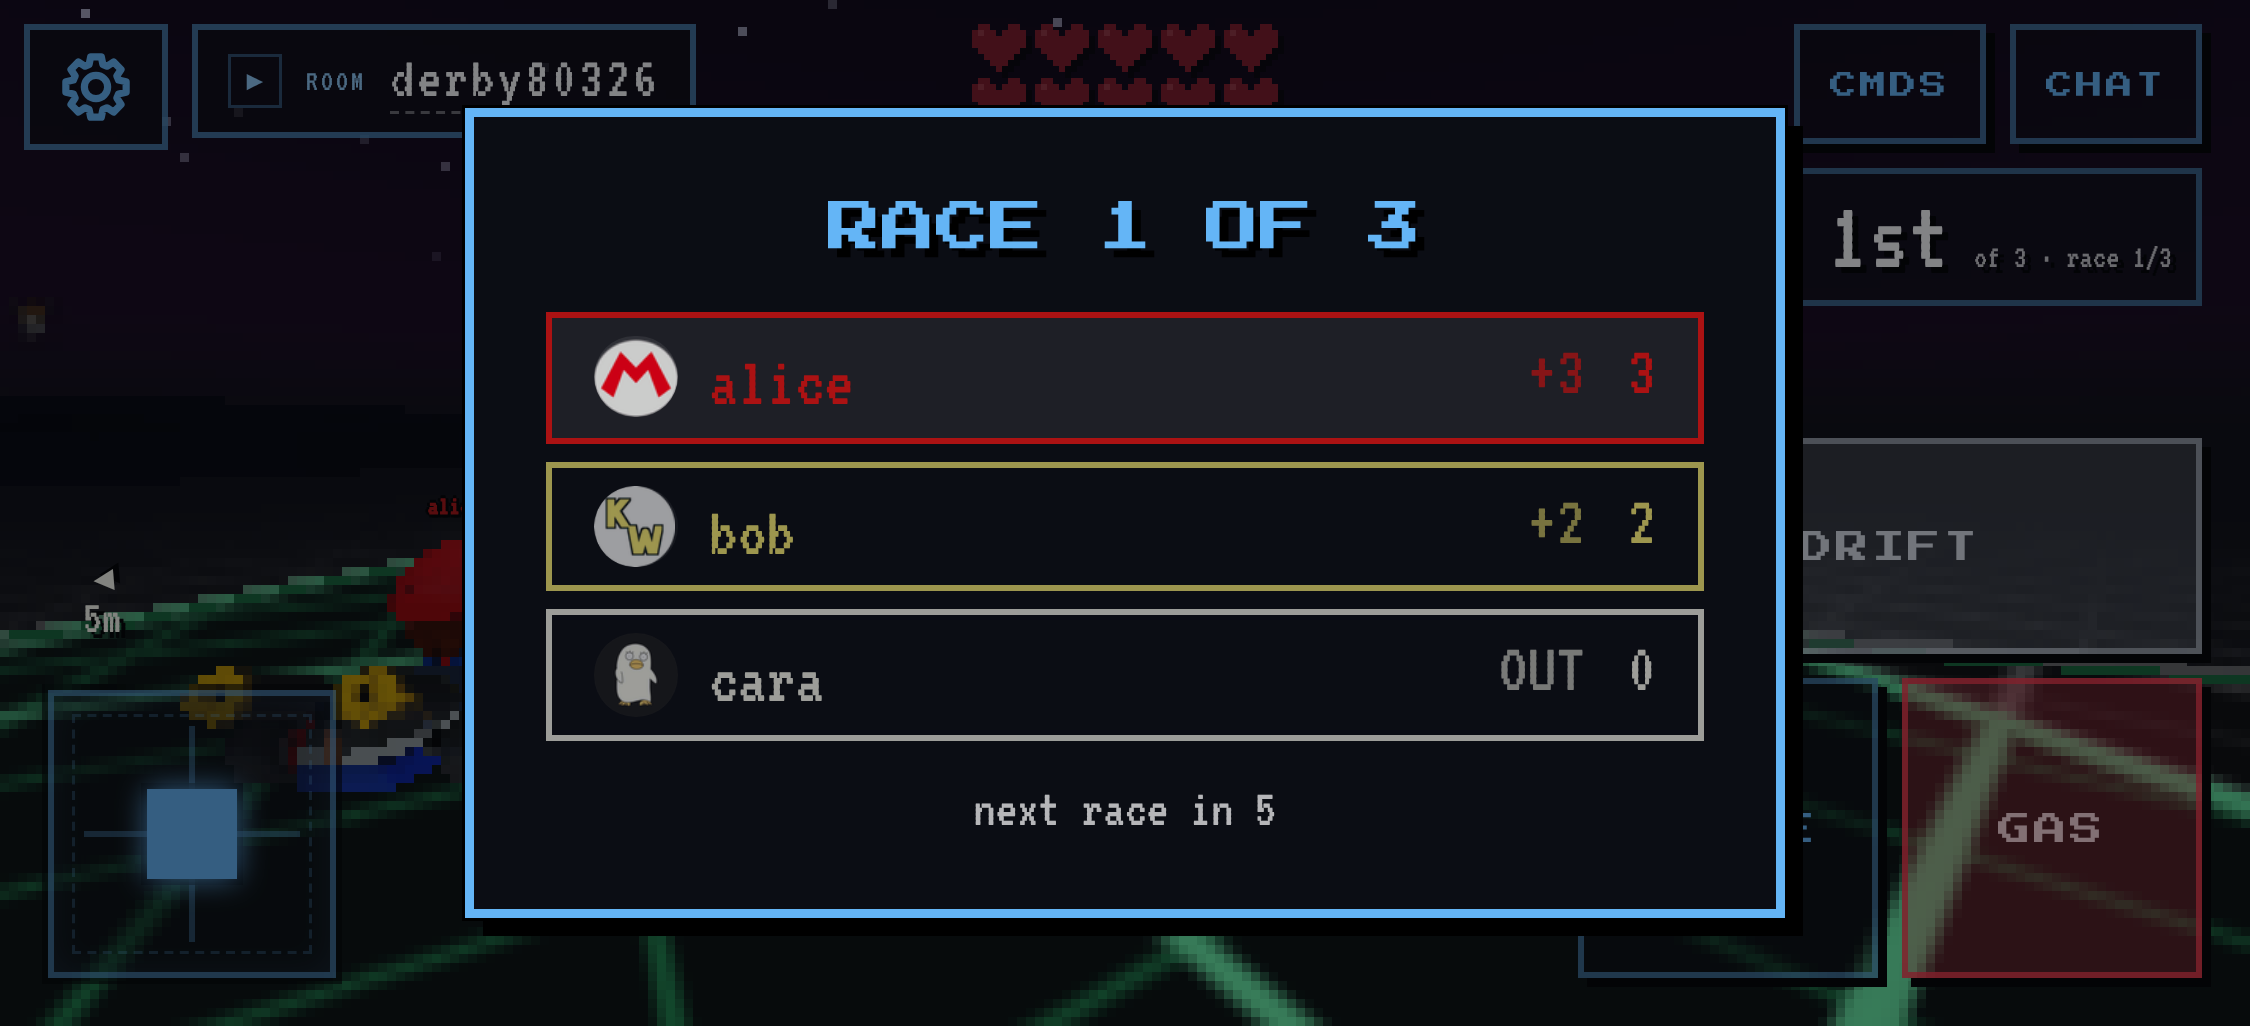 ROOM derby80326
CMDS
CHAT
1st of 3 · race 1/3
RACE 1 OF 3
M alice +3 3
KW bob +2 2
cara OUT 0
next race in 5
5m
DRIFT
GAS